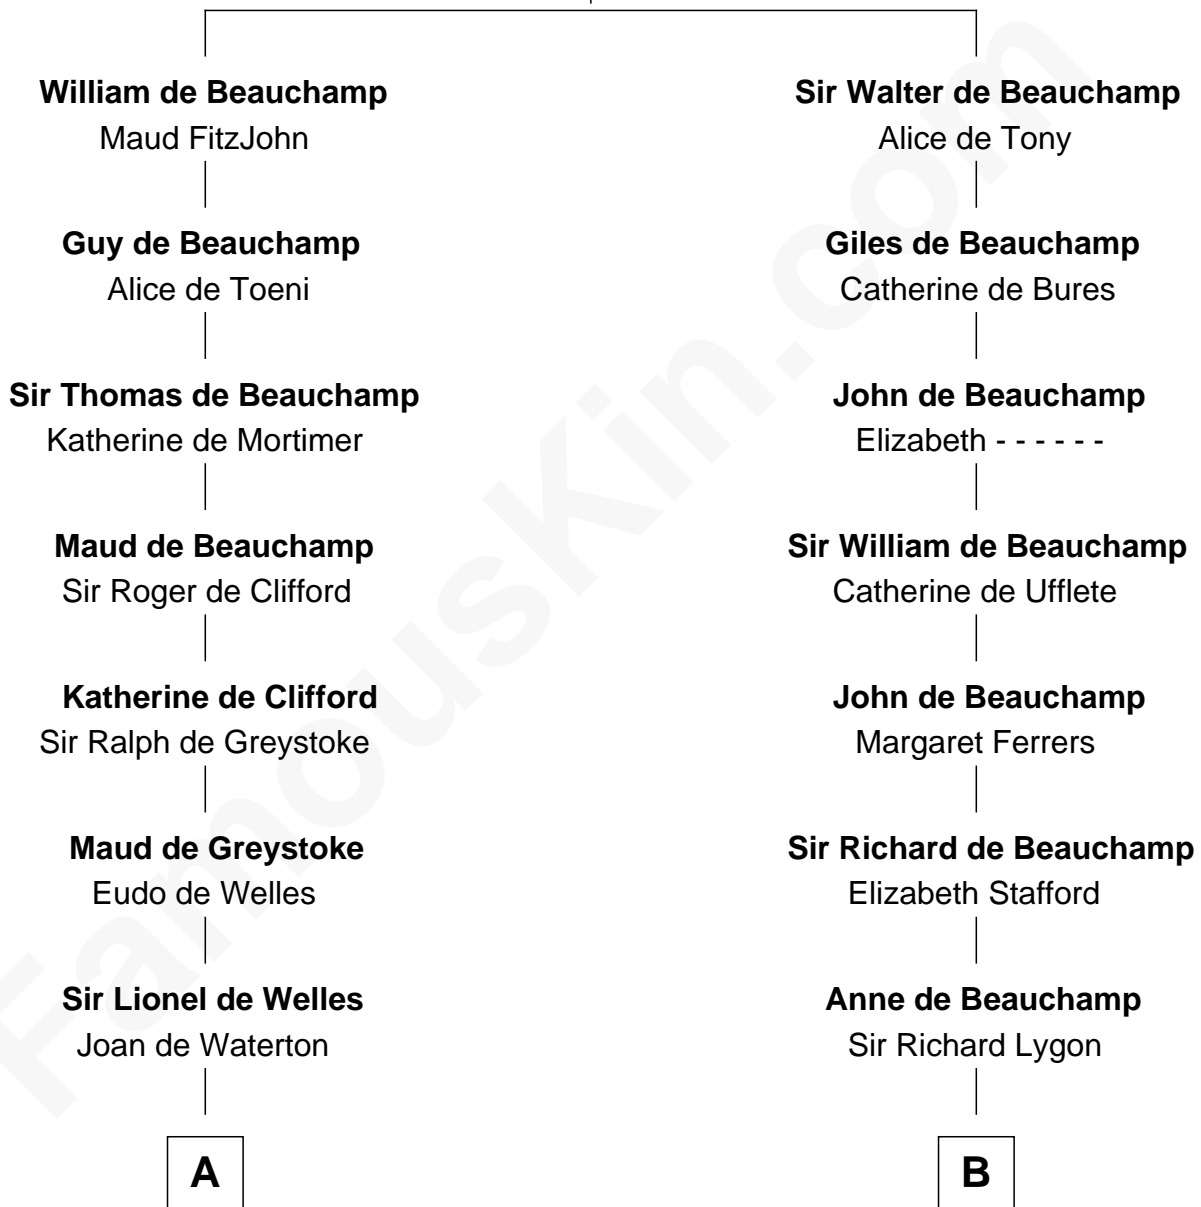 William de Beauchamp
Maud FitzJohn
Guy de Beauchamp
Alice de Toeni
Sir Thomas de Beauchamp
Katherine de Mortimer
Maud de Beauchamp
Sir Roger de Clifford
Katherine de Clifford
Sir Ralph de Greystoke
Maud de Greystoke
Eudo de Welles
Sir Lionel de Welles
Joan de Waterton
A
Sir Walter de Beauchamp
Alice de Tony
Giles de Beauchamp
Catherine de Bures
John de Beauchamp
Elizabeth - - - - - -
Sir William de Beauchamp
Catherine de Ufflete
John de Beauchamp
Margaret Ferrers
Sir Richard de Beauchamp
Elizabeth Stafford
Anne de Beauchamp
Sir Richard Lygon
B
FamousKin.com